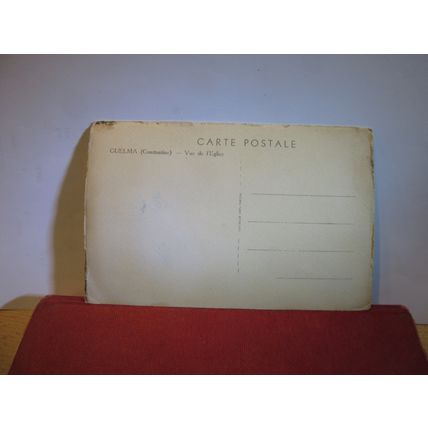 CARTE POSTALE
GUELMA (Constantine) — Vue de l'Eglise